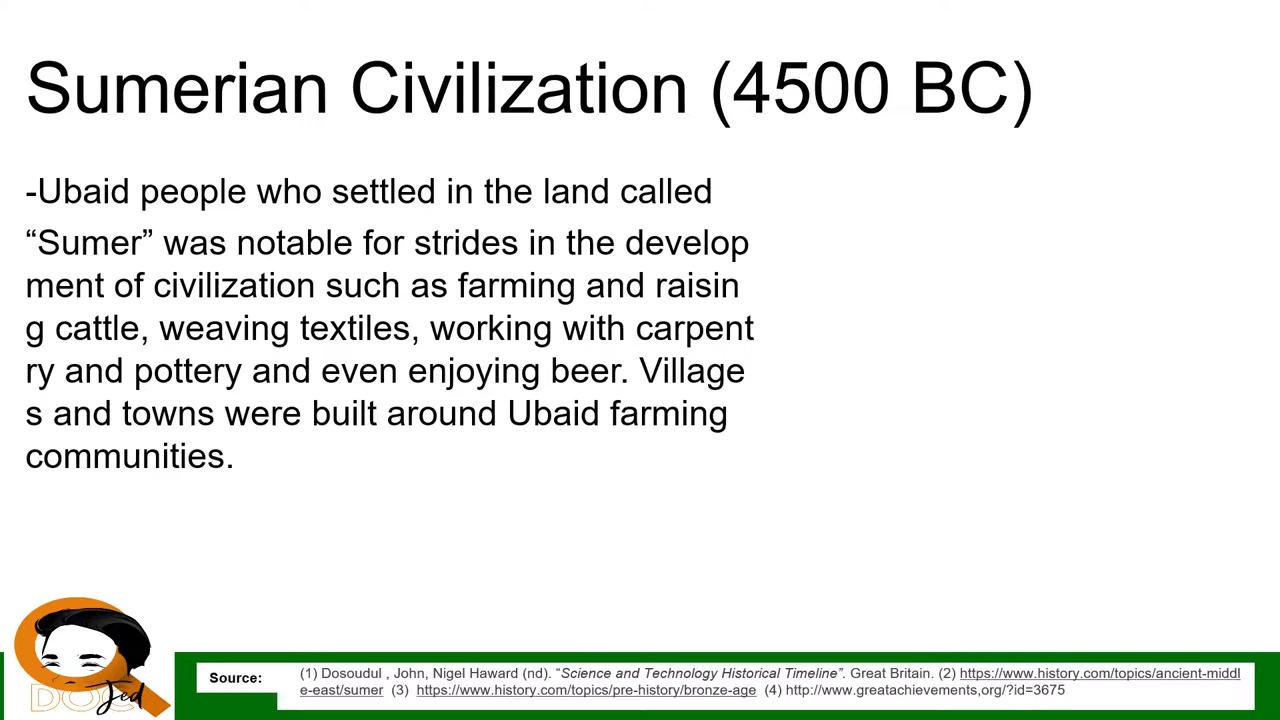 Sumerian Civilization (4500 BC)
-Ubaid people who settled in the land called
“Sumer” was notable for strides in the develop
ment of civilization such as farming and raisin
g cattle, weaving textiles, working with carpent
ry and pottery and even enjoying beer. Village
s and towns were built around Ubaid farming
communities.
DOC
Jed
Source:
(1) Dosoudul , John, Nigel Haward (nd). “Science and Technology Historical Timeline”. Great Britain. (2) https://www.history.com/topics/ancient-middl
e-east/sumer (3) https://www.history.com/topics/pre-history/bronze-age (4) http://www.greatachievements,org/?id=3675